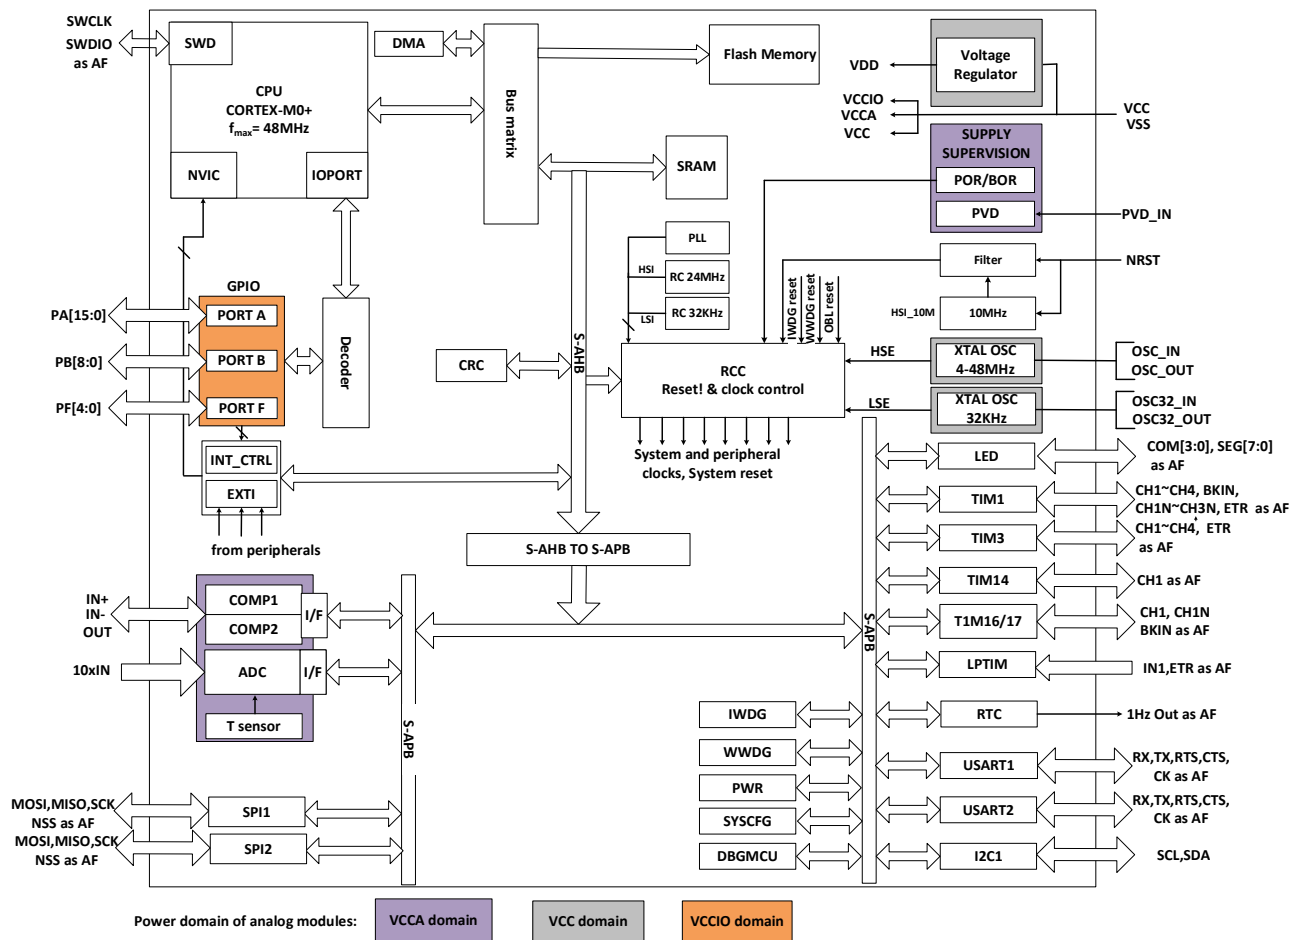 SWCLK
SWDIO
as AF
SWD
CPU
CORTEX-M0+
fmax= 48MHz
NVIC
IOPORT
DMA
Bus matrix
Flash Memory
SRAM
Voltage
Regulator
VDD
VCCIO
VCCA
VCC
VCC
VSS
SUPPLY
SUPERVISION
POR/BOR
PVD
PVD_IN
PLL
HSI
RC 24MHz
LSI
RC 32KHz
Filter
NRST
HSI_10M
10MHz
IWDG reset
WWDG reset
OBL reset
GPIO
PA[15:0]
PORT A
PB[8:0]
PORT B
PF[4:0]
PORT F
Decoder
CRC
S-AHB
RCC
Reset! & clock control
HSE
XTAL OSC
4-48MHz
OSC_IN
OSC_OUT
LSE
XTAL OSC
32KHz
OSC32_IN
OSC32_OUT
System and peripheral
clocks, System reset
INT_CTRL
EXTI
from peripherals
S-AHB TO S-APB
LED
COM[3:0], SEG[7:0]
as AF
TIM1
CH1~CH4, BKIN,
CH1N~CH3N, ETR as AF
TIM3
CH1~CH4, ETR
as AF
TIM14
CH1 as AF
T1M16/17
CH1, CH1N
BKIN as AF
LPTIM
IN1,ETR as AF
RTC
1Hz Out as AF
USART1
RX,TX,RTS,CTS,
CK as AF
USART2
RX,TX,RTS,CTS,
CK as AF
I2C1
SCL,SDA
S-APB
IWDG
WWDG
PWR
SYSCFG
DBGMCU
IN+
IN-
OUT
COMP1
COMP2
I/F
10xIN
ADC
I/F
T sensor
S-APB
MOSI,MISO,SCK
NSS as AF
SPI1
MOSI,MISO,SCK
NSS as AF
SPI2
Power domain of analog modules:
VCCA domain
VCC domain
VCCIO domain